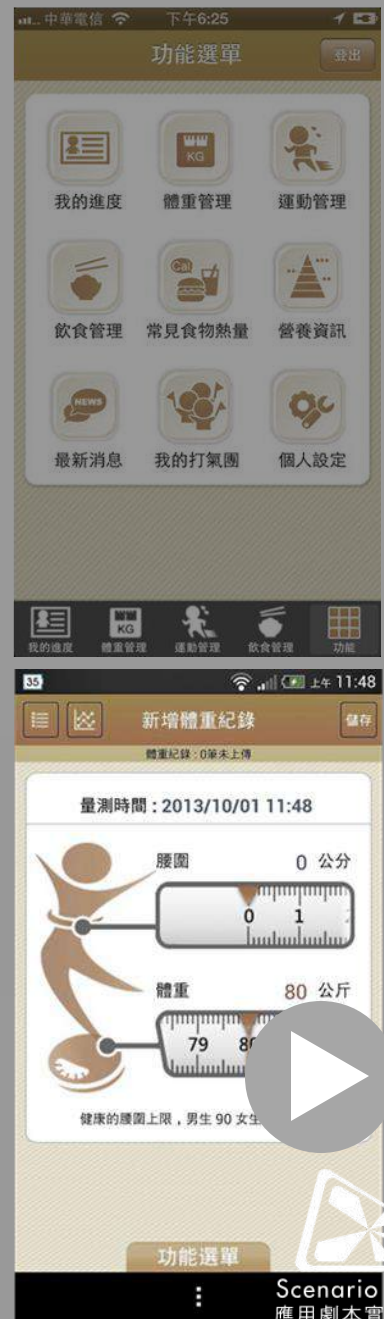 中華電信 下午6:25
功能選單 登出
KG
我的進度 體重管理 運動管理
Cal
飲食管理 常見食物熱量 營養資訊
NEWS
最新消息 我的打氣團 個人設定
KG
我的進度 體重管理 運動管理 飲食管理 功能
35 上午 11:48
新增體重紀錄 儲存
體重紀錄:0筆未上傳
量測時間:2013/10/01 11:48
腰圍 0 公分
0 1
體重 80 公斤
79
健康的腰圍上限,男生 90 女生
功能選單
Scenario
應用劇本實